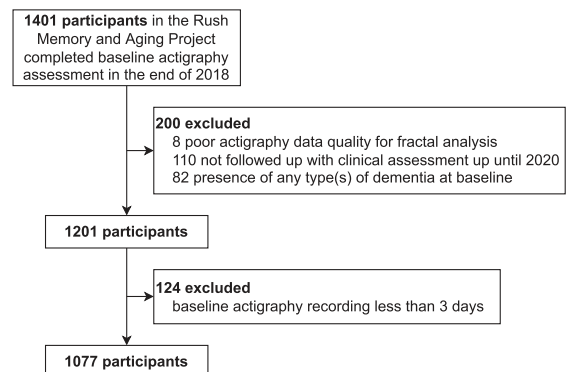 1401 participants in the Rush
Memory and Aging Project
completed baseline actigraphy
assessment in the end of 2018
200 excluded
8 poor actigraphy data quality for fractal analysis
110 not followed up with clinical assessment up until 2020
82 presence of any type(s) of dementia at baseline
1201 participants
124 excluded
baseline actigraphy recording less than 3 days
1077 participants